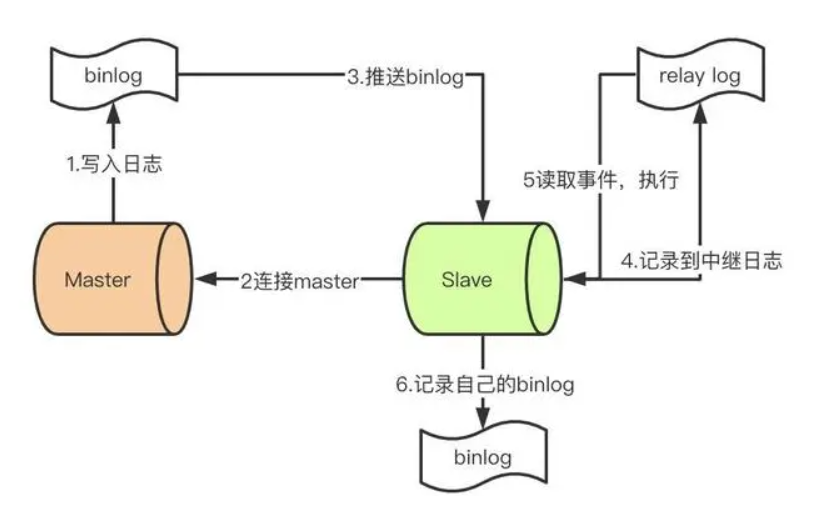 binlog
3.推送binlog
relay log
1.写入日志
5读取事件，执行
Master
2连接master
Slave
4.记录到中继日志
6.记录自己的binlog
binlog